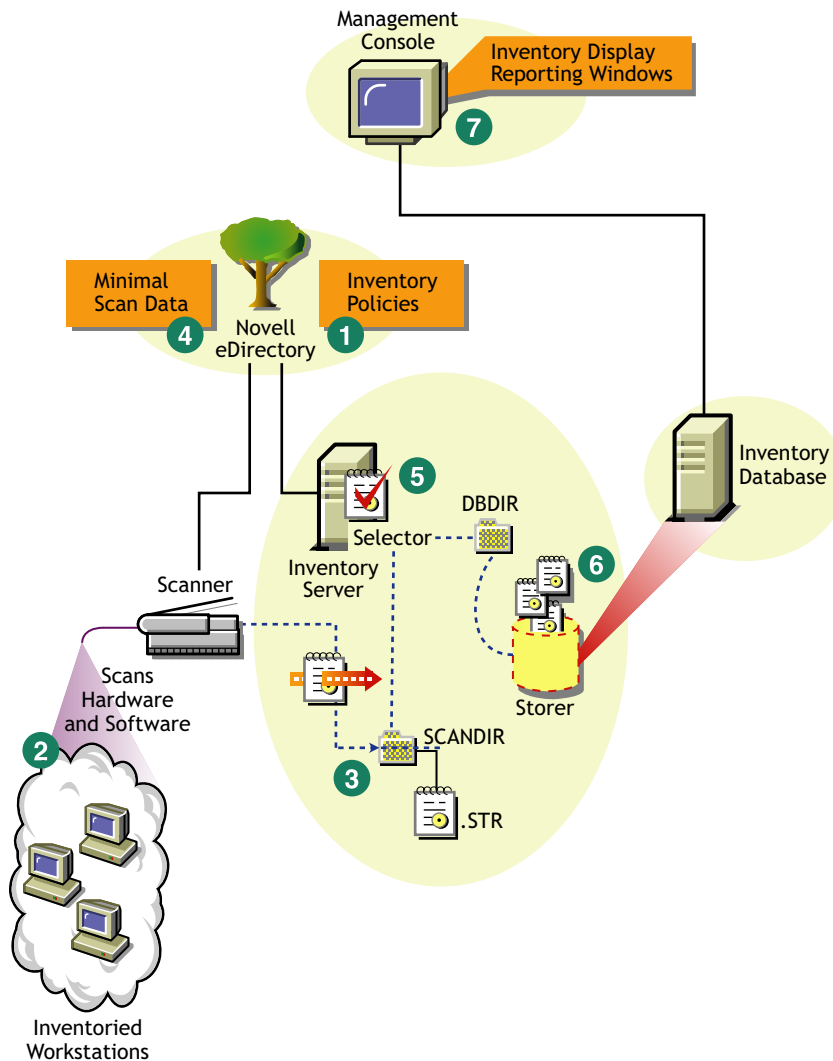 Management
Console
Inventory Display
Reporting Windows
7
Minimal
Scan Data
4
Inventory
Policies
1
Novell
eDirectory
5
Selector
Inventory
Server
DBDIR
Inventory
Database
6
Storer
Scanner
Scans
Hardware
and Software
2
SCANDIR
3
.STR
Inventoried
Workstations